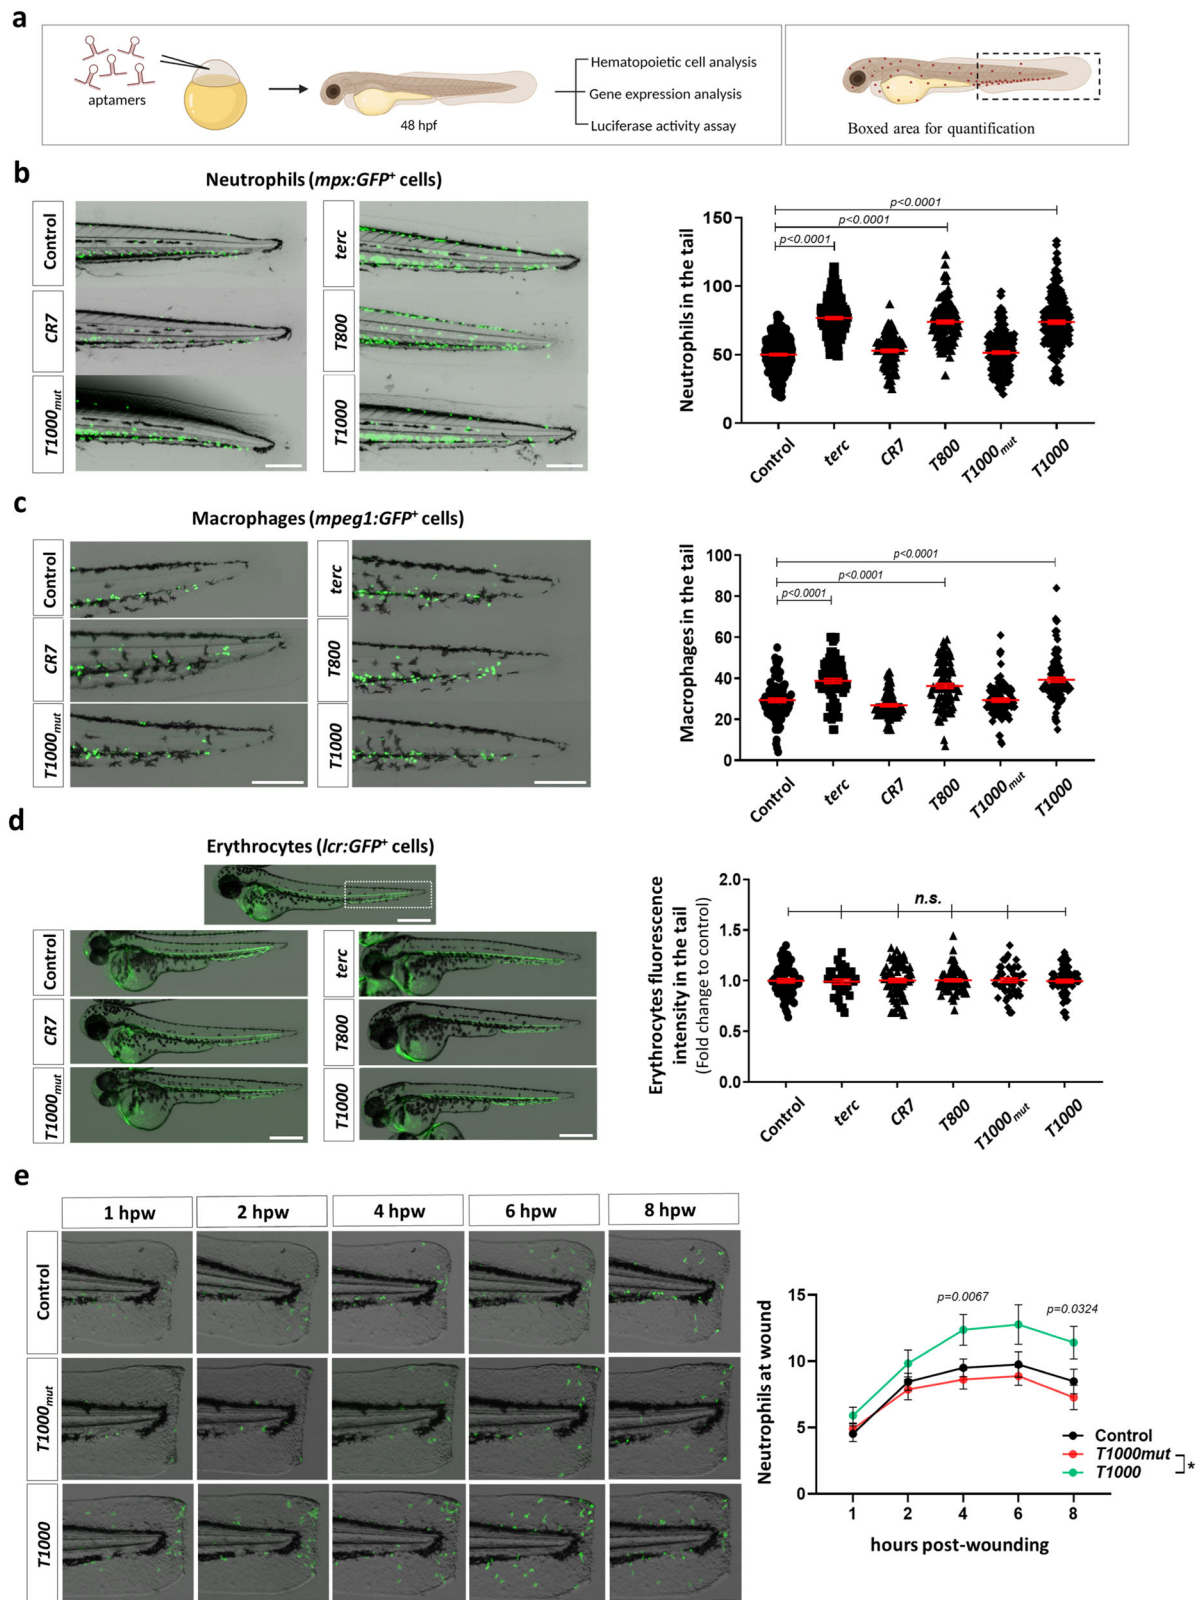 a
aptamers
48 hpf
Hematopoietic cell analysis
Gene expression analysis
Luciferase activity assay
Boxed area for quantification
b
Neutrophils (mpx:GFP+ cells)
Control
CR7
T1000mut
terc
T800
T1000
Neutrophils in the tail
150
100
50
0
p<0.0001
p<0.0001
p<0.0001
Control
terc
CR7
T800
T1000mut
T1000
c
Macrophages (mpeg1:GFP+ cells)
Control
CR7
T1000mut
terc
T800
T1000
Macrophages in the tail
100
80
60
40
20
0
p<0.0001
p<0.0001
p<0.0001
Control
terc
CR7
T800
T1000mut
T1000
d
Erythrocytes (lcr:GFP+ cells)
Control
CR7
T1000mut
terc
T800
T1000
Erythrocytes fluorescence
intensity in the tail
(Fold change to control)
2.0
1.5
1.0
0.5
0.0
n.s.
Control
terc
CR7
T800
T1000mut
T1000
e
1 hpw
2 hpw
4 hpw
6 hpw
8 hpw
Control
T1000mut
T1000
Neutrophils at wound
15
10
5
0
p=0.0067
p=0.0324
Control
T1000mut
T1000
*
1
2
4
6
8
hours post-wounding